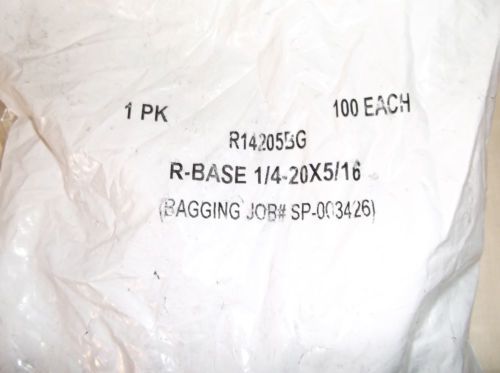 1 PK 100 EACH
R14205BG
R-BASE 1/4-20X5/16
(BAGGING JOB# SP-003426)